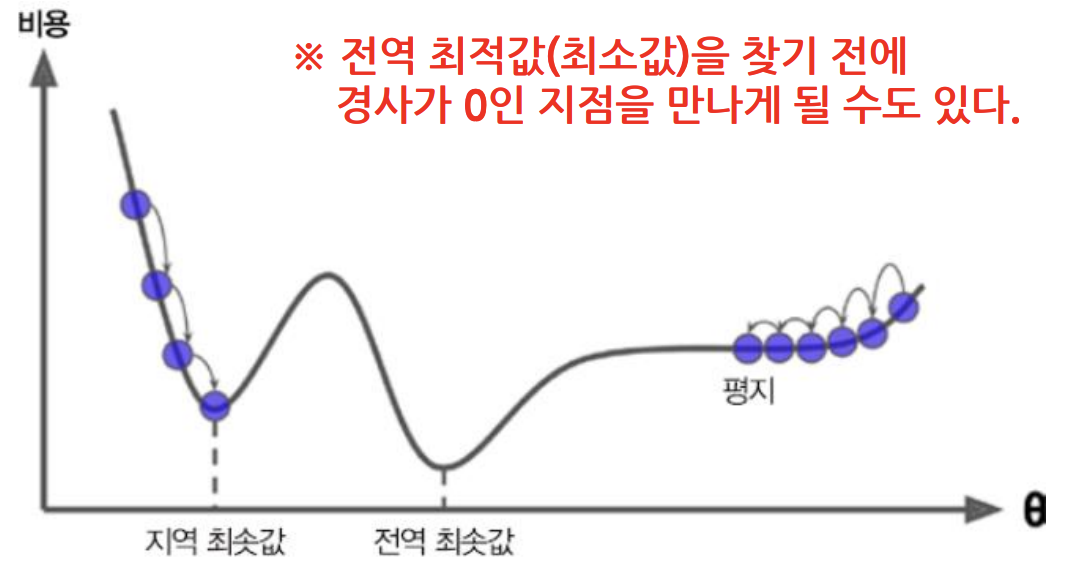 비용
※ 전역 최적값(최소값)을 찾기 전에
경사가 0인 지점을 만나게 될 수도 있다.
평지
θ
지역 최솟값
전역 최솟값